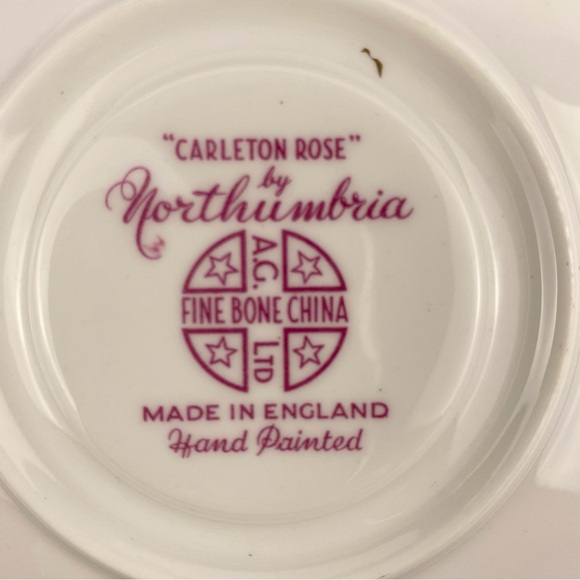 "CARLETON ROSE"
by
Northumbria
A.C.
FINE BONE CHINA
LTD
MADE IN ENGLAND
Hand Painted